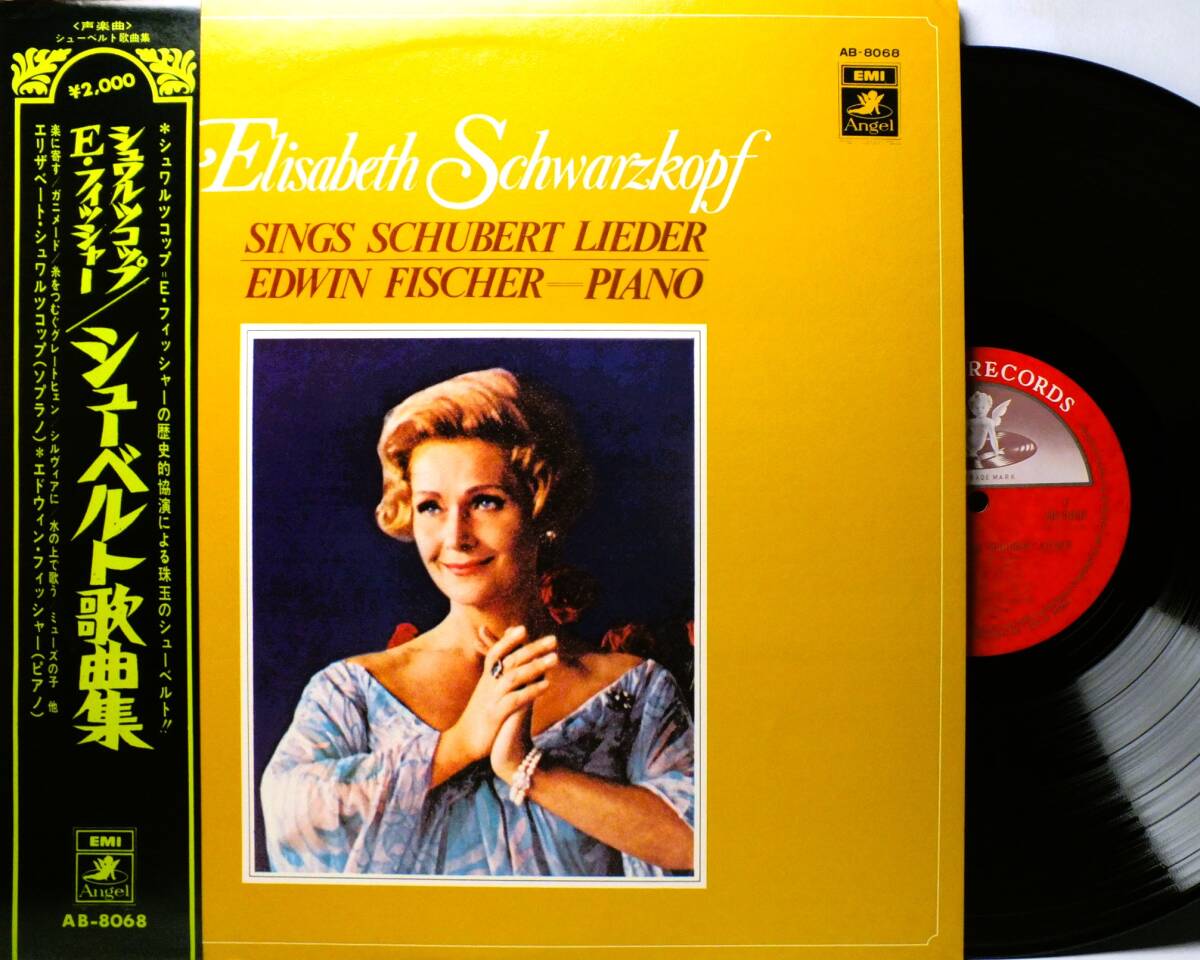 〈声楽曲〉
シューベルト歌曲集
¥2,000
*シュワルツコップ=E・フィッシャーの歴史的協演による珠玉のシューベルト!!
シュワルツコップ/
E・フィッシャー
シューベルト歌曲集
楽に寄す/ガニメード/糸をつむぐグレートヒェン/シルヴィアに/水の上で歌う/ミューズの子 他
エリザベート・シュワルツコップ(ソプラノ)*エドウィン・フィッシャー(ピアノ)
EMI
Angel
AB-8068
AB-8068
EMI
Angel
Elisabeth Schwarzkopf
SINGS SCHUBERT LIEDER
EDWIN FISCHER—PIANO
RECORDS
TRADE MARK